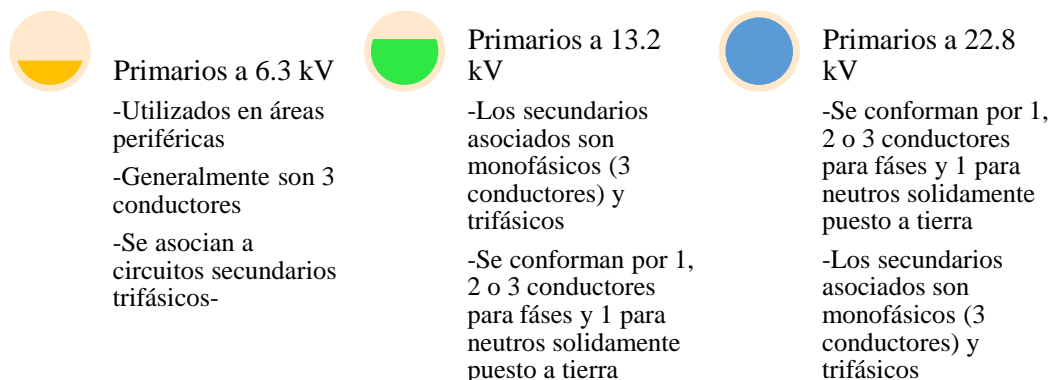 Primarios a 6.3 kV
-Utilizados en áreas
periféricas
-Generalmente son 3
conductores
-Se asocian a
circuitos secundarios
trifásicos-
Primarios a 13.2
kV
-Los secundarios
asociados son
monofásicos (3
conductores) y
trifásicos
-Se conforman por 1,
2 o 3 conductores
para fáses y 1 para
neutros solidamente
puesto a tierra
Primarios a 22.8
kV
-Se conforman por 1,
2 o 3 conductores
para fáses y 1 para
neutros solidamente
puesto a tierra
-Los secundarios
asociados son
monofásicos (3
conductores) y
trifásicos